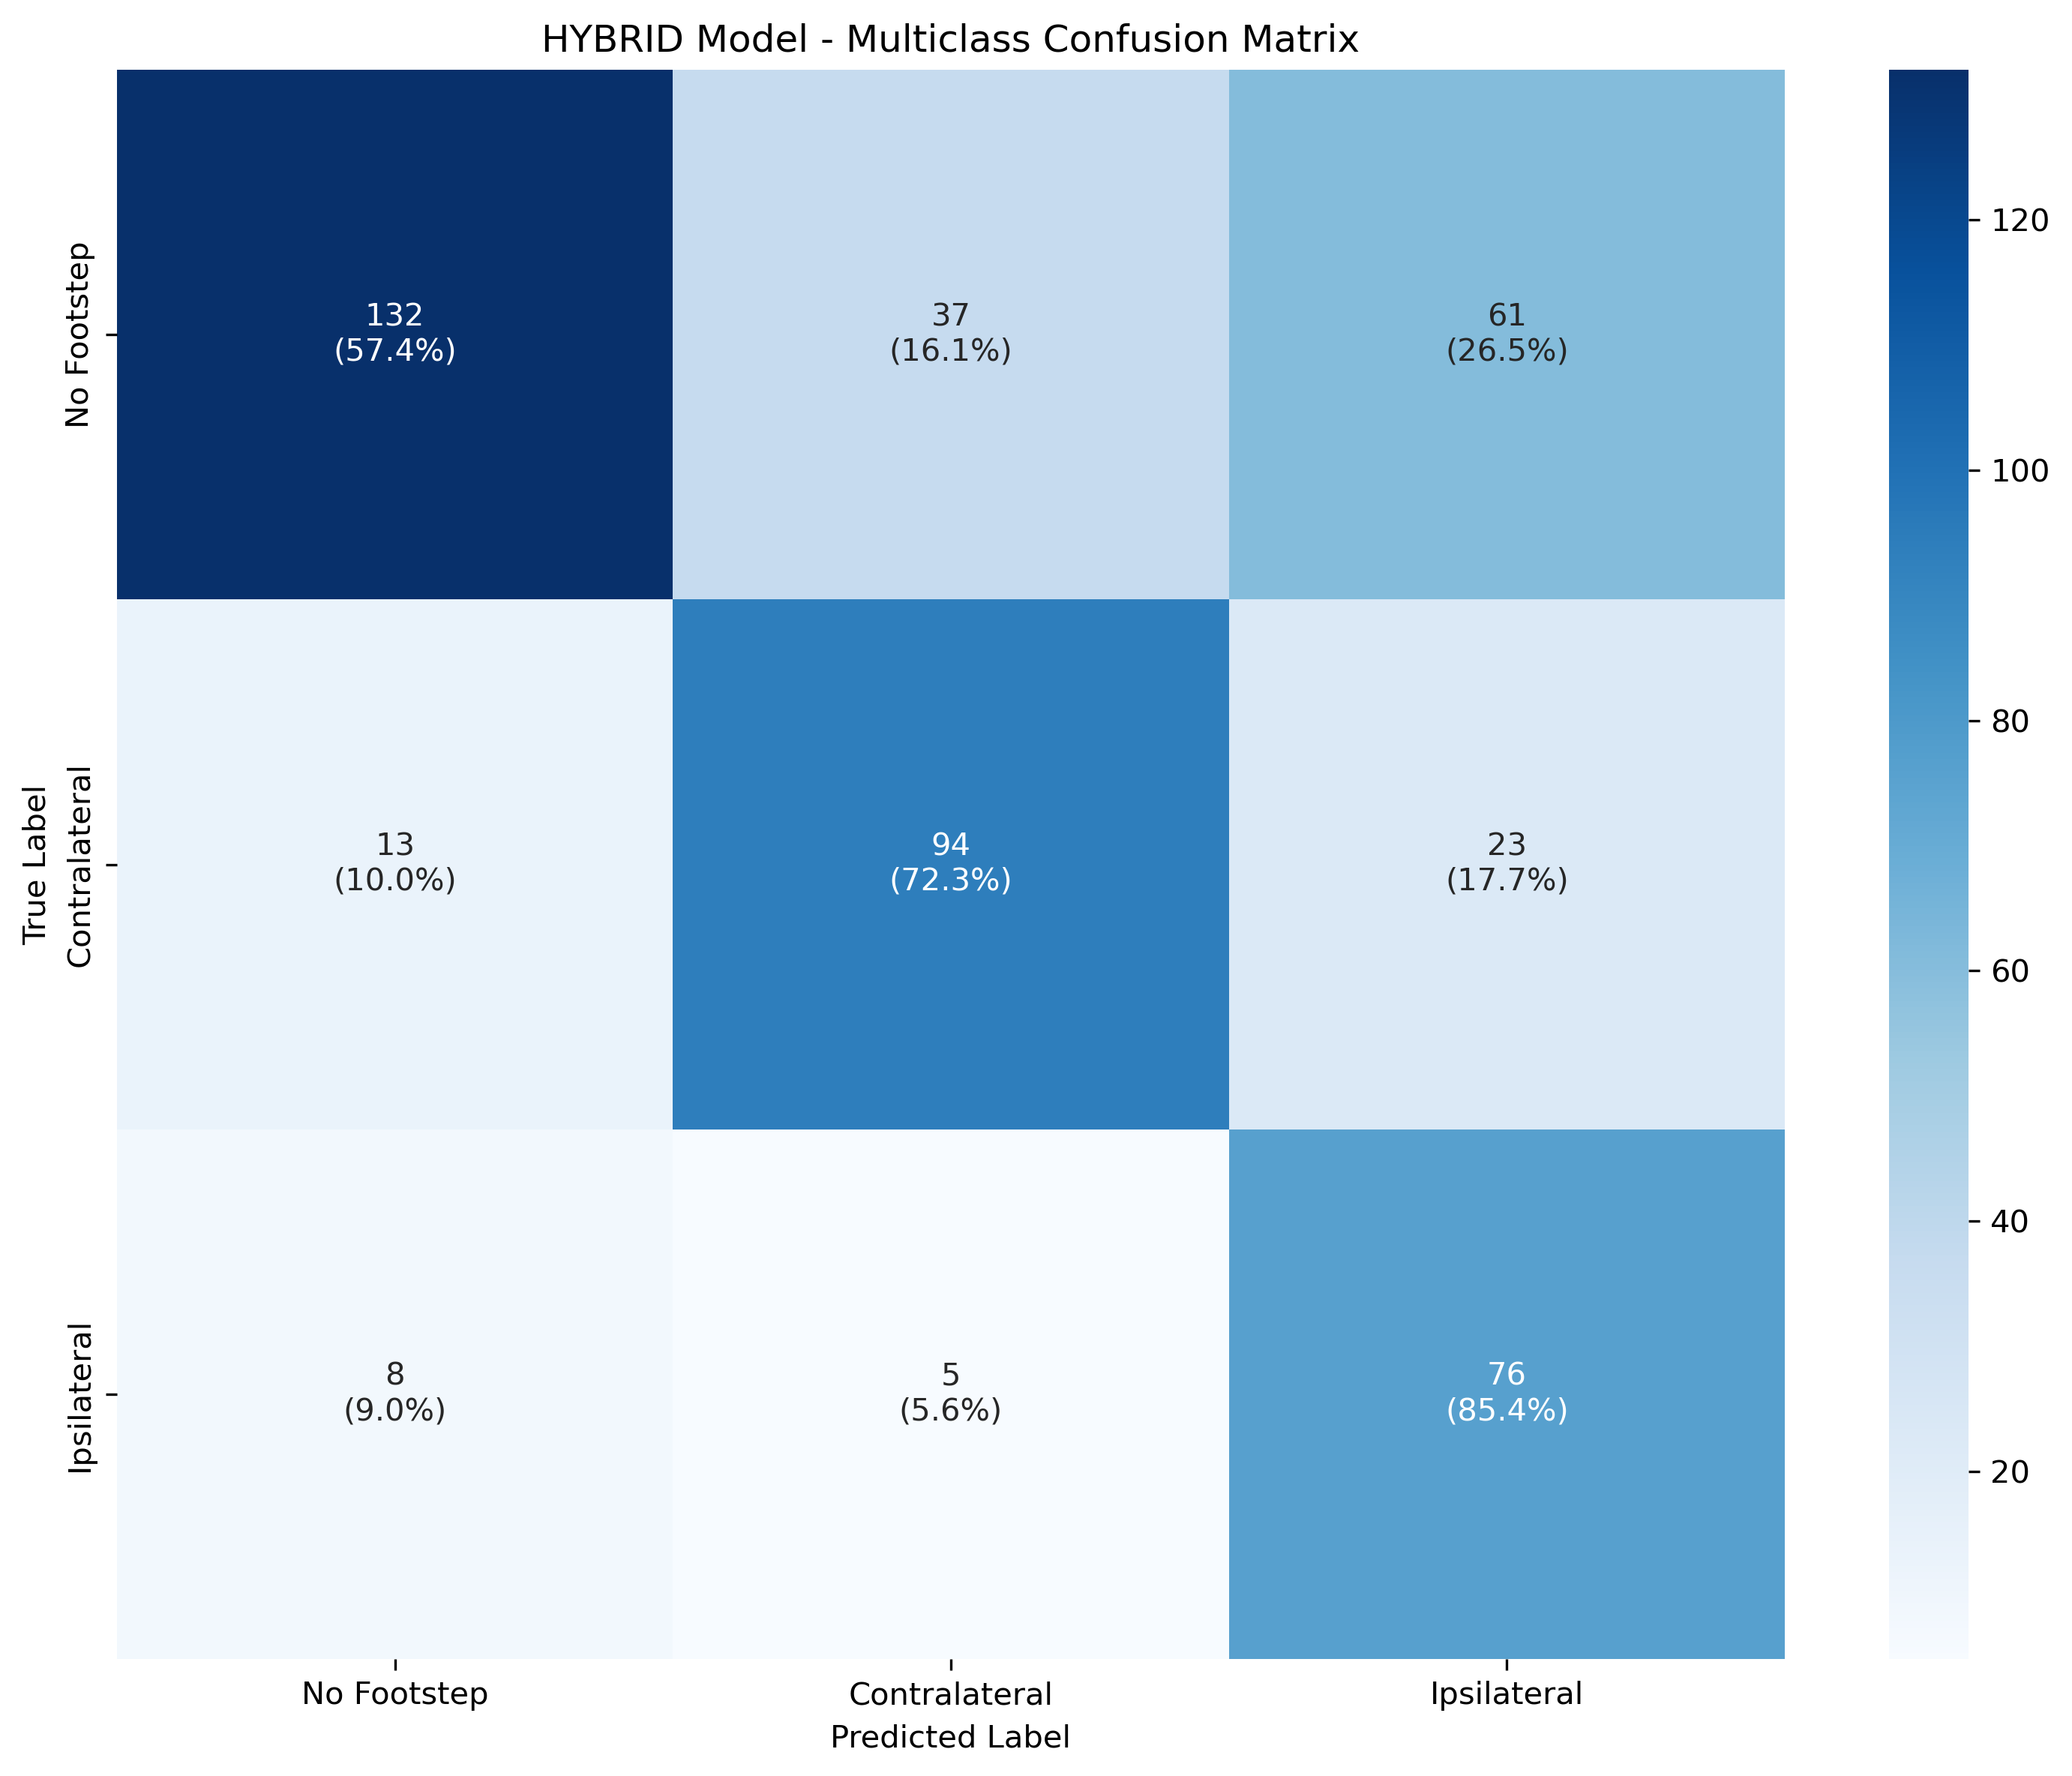 HYBRID Model - Multiclass Confusion Matrix
No Footstep
132
(57.4%)
37
(16.1%)
61
(26.5%)
True Label
Contralateral
13
(10.0%)
94
(72.3%)
23
(17.7%)
Ipsilateral
8
(9.0%)
5
(5.6%)
76
(85.4%)
No Footstep
Contralateral
Ipsilateral
Predicted Label
120
100
80
60
40
20